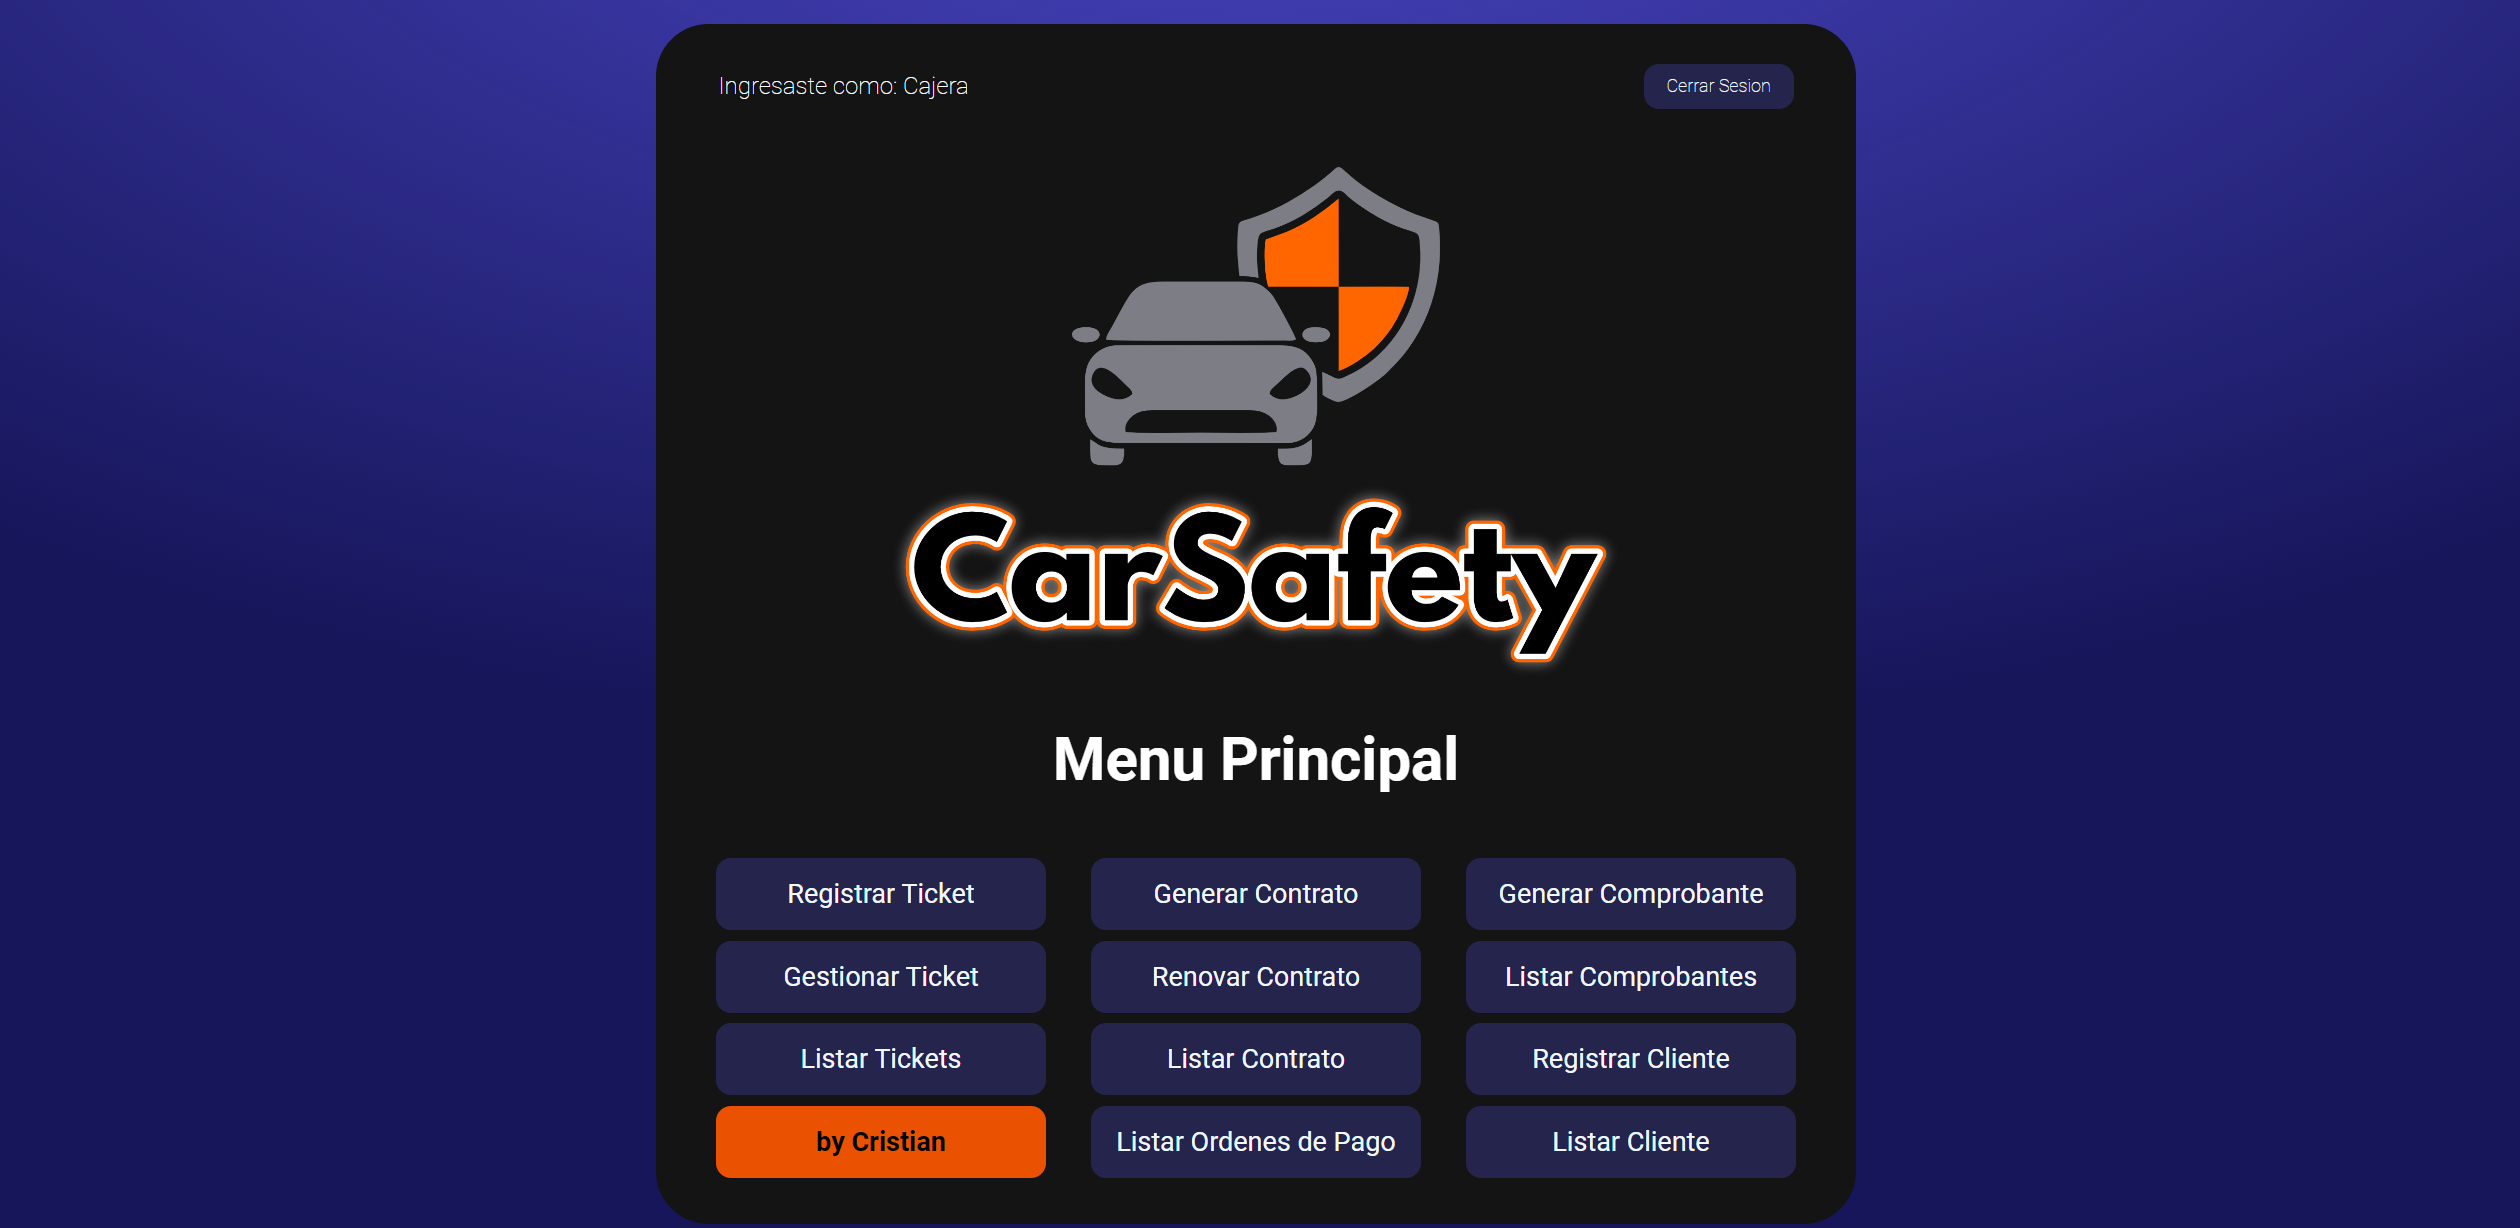 Ingresaste como: Cajera
Cerrar Sesion
CarSafety
Menu Principal
Registrar Ticket
Generar Contrato
Generar Comprobante
Gestionar Ticket
Renovar Contrato
Listar Comprobantes
Listar Tickets
Listar Contrato
Registrar Cliente
by Cristian
Listar Ordenes de Pago
Listar Cliente